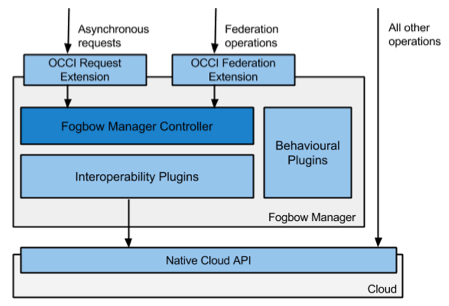 Asynchronous
requests
Federation
operations
All other
operations
OCCI Request
Extension
OCCI Federation
Extension
Fogbow Manager Controller
Behavioural
Plugins
Interoperability Plugins
Fogbow Manager
Native Cloud API
Cloud